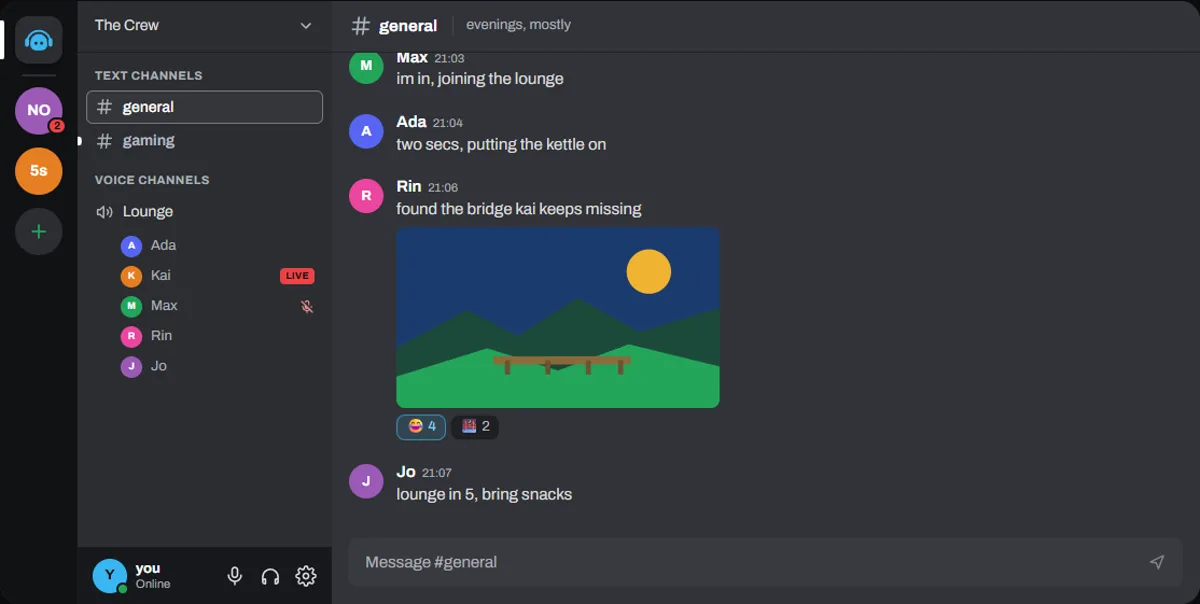 The Crew
# general
evenings, mostly
NO
2
5s
TEXT CHANNELS
# general
# gaming
VOICE CHANNELS
Lounge
A Ada
K Kai LIVE
M Max
R Rin
J Jo
Y you
Online
M Max 21:03
im in, joining the lounge
A Ada 21:04
two secs, putting the kettle on
R Rin 21:06
found the bridge kai keeps missing
4 2
J Jo 21:07
lounge in 5, bring snacks
Message #general